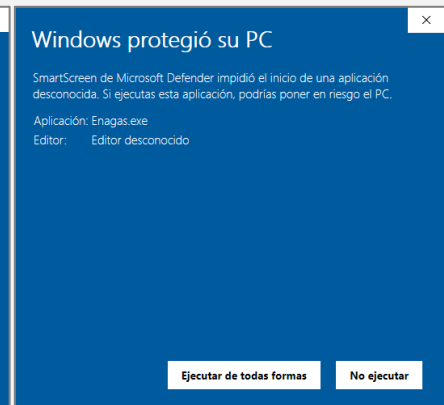 Windows protegió su PC
SmartScreen de Microsoft Defender impidió el inicio de una aplicación
desconocida. Si ejecutas esta aplicación, podrías poner en riesgo el PC.
Aplicación: Enagas.exe
Editor: Editor desconocido
Ejecutar de todas formas No ejecutar